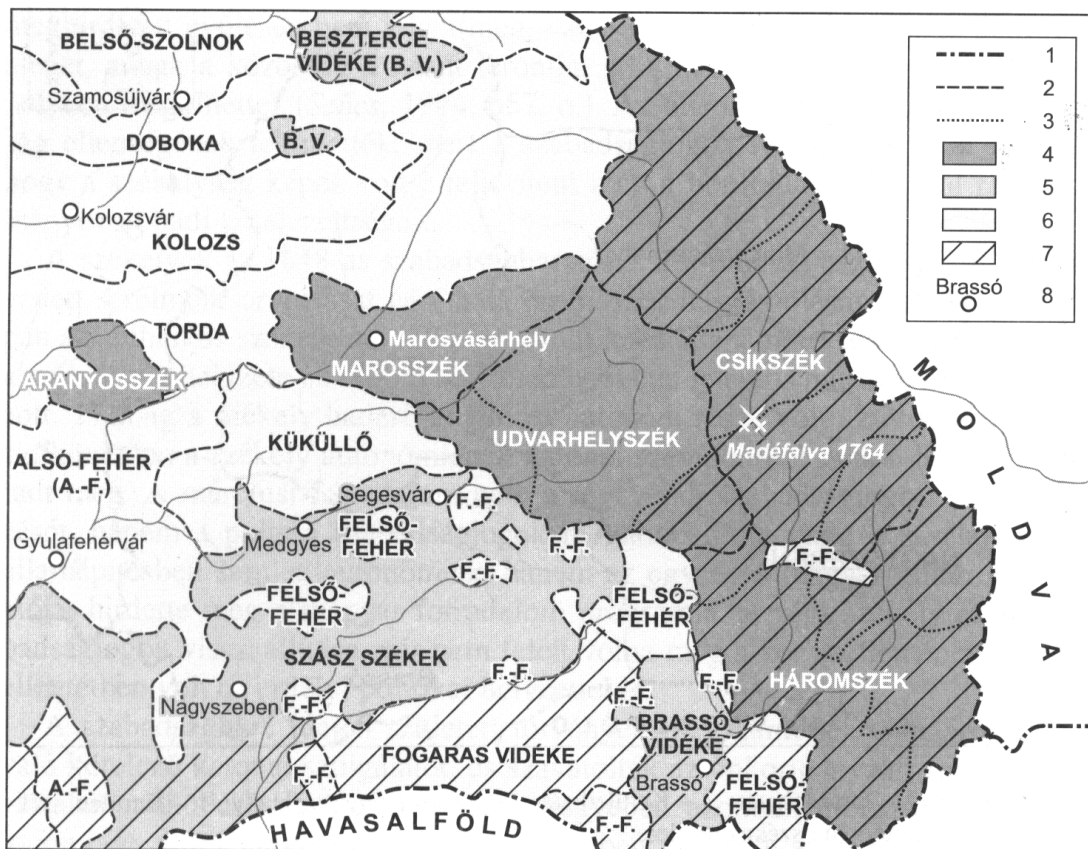 BELSŐ-SZOLNOK
Szamosújvár
BESZTERCE
VIDÉKE (B. V.)
DOBOKA
B. V.
Kolozsvár
KOLOZS
TORDA
ARANYOSSZÉK
Marosvásárhely
MAROSSZÉK
CSÍKSZÉK
UDVARHELYSZÉK
Madéfalva 1764
MOLDVA
KÜKÜLLŐ
ALSÓ-FEHÉR
(A.-F.)
Segesvár
F.-F.
Gyulafehérvár
Medgyes
FELSŐ-
FEHÉR
F.-F.
F.-F.
F.-F.
FELSŐ-
FEHÉR
FELSŐ-
FEHÉR
SZÁSZ SZÉKEK
F.-F.
F.-F.
F.-F.
HÁROMSZÉK
Nagyszeben
F.-F.
BRASSÓ
VIDÉKE
Brassó
FOGARAS VIDÉKE
F.-F.
A.-F.
FELSŐ-
FEHÉR
F.-F.
HAVASALFÖLD
1
2
3
4
5
6
7
Brassó
8